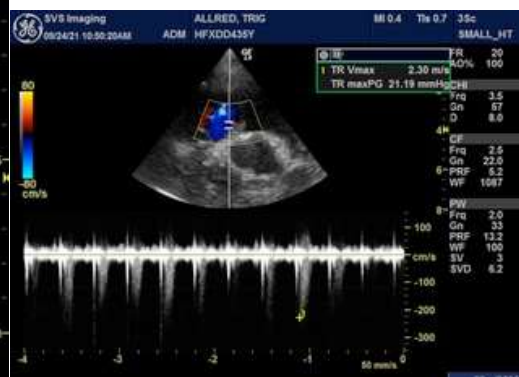 GE
SVS Imaging
09/24/21 10:50:20AM
ADM
ALLRED, TRIG
HFXDD435Y
MI 0.4 TIs 0.7
3Sc
SMALL_HT
1 TR Vmax 2.30 m/s
TR maxPG 21.19 mmHg
FR 20
AO% 100
CHI
Frq 3.5
Gn 57
D 8.0
CF
Frq 2.5
Gn 22.0
PRF 5.2
WF 1087
PW
Frq 2.0
Gn 33
PRF 13.2
WF 100
SV 3
SVD 6.2
80
-80
cm/s
4
6
8
100
cm/s
-100
-200
-300
-4 -3 -2 -1 0
50 mm/s